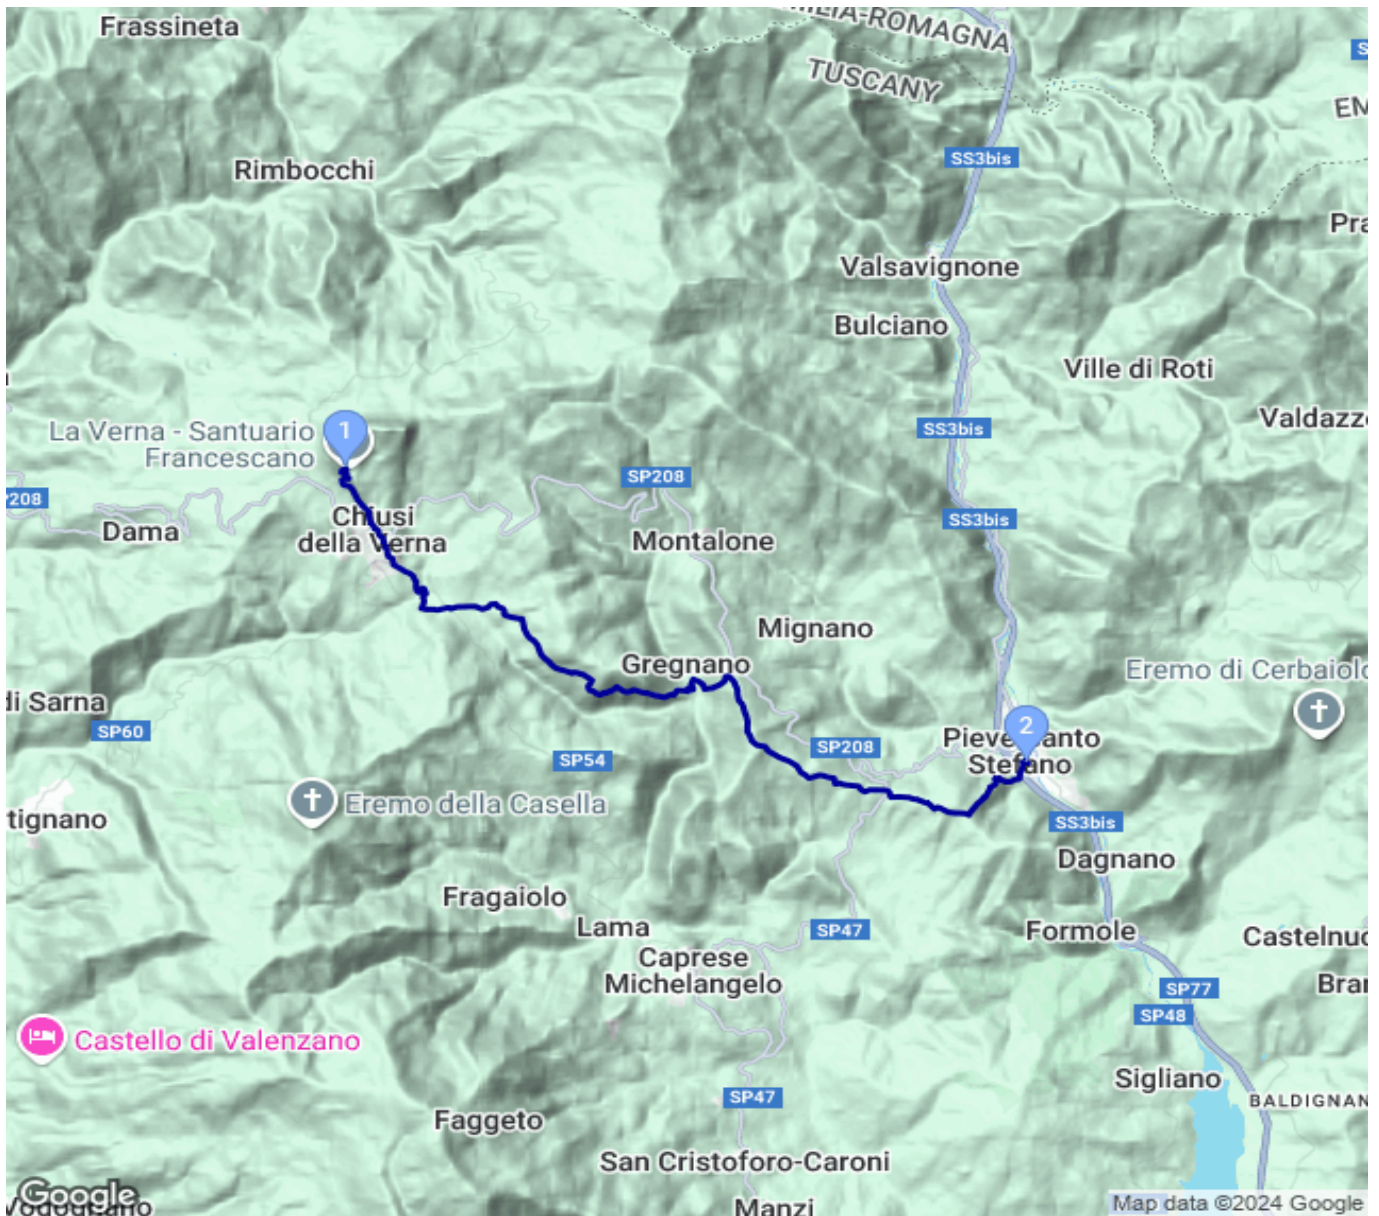 Frassineta
EMILIA-ROMAGNA
TUSCANY
EM
SS3bis
Rimbocchi
Pra
Valsavignone
Bulciano
Ville di Roti
Valdazz
SS3bis
1
La Verna - Santuario
Francescano
SP208
208
SS3bis
Chiusi
della Verna
Dama
Montalone
Mignano
Gregnano
Eremo di Cerbaiolo
di Sarna
SP60
2
Pieve Santo
Stefano
SP208
SP54
Eremo della Casella
tignano
SS3bis
Dagnano
Fragaiolo
Lama
SP47
Formole
Castelnuo
Caprese
Michelangelo
SP77
Bra
SP48
Castello di Valenzano
Sigliano
SP47
BALDIGNAN
Faggeto
San Cristoforo-Caroni
Google
Manzi
Map data ©2024 Google